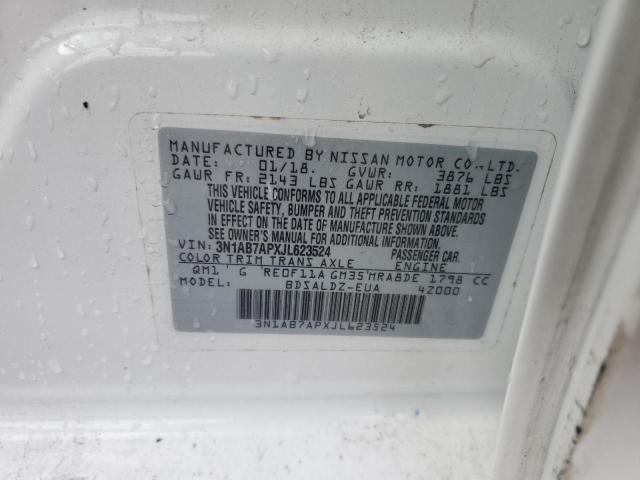 MANUFACTURED BY NISSAN MOTOR CO.,LTD.
DATE: 01/18. GVWR: 3876 LBS
GAWR FR: 2143 LBS GAWR RR: 1881 LBS
THIS VEHICLE CONFORMS TO ALL APPLICABLE FEDERAL MOTOR
VEHICLE SAFETY, BUMPER AND THEFT PREVENTION STANDARDS
IN EFFECT ON THE DATE OF MANUFACTURE SHOWN ABOVE.
SEE OWNER'S MANUAL FOR ADDITIONAL INFORMATION.
VIN: 3N1AB7APXJL623524 PASSENGER CAR.
COLOR TRIM TRANS AXLE ENGINE
QM1 G RE0F11A GM35 MRA8DE 1798 CC
MODEL: BDSALDZ-EUA 4Z000
3N1AB7APXJL623524